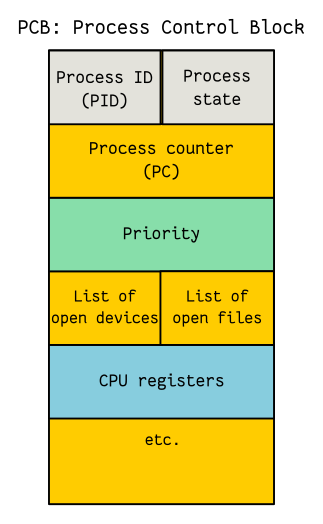 PCB: Process Control Block
Process ID
(PID)
Process
state
Process counter
(PC)
Priority
List of
open devices
List of
open files
CPU registers
etc.